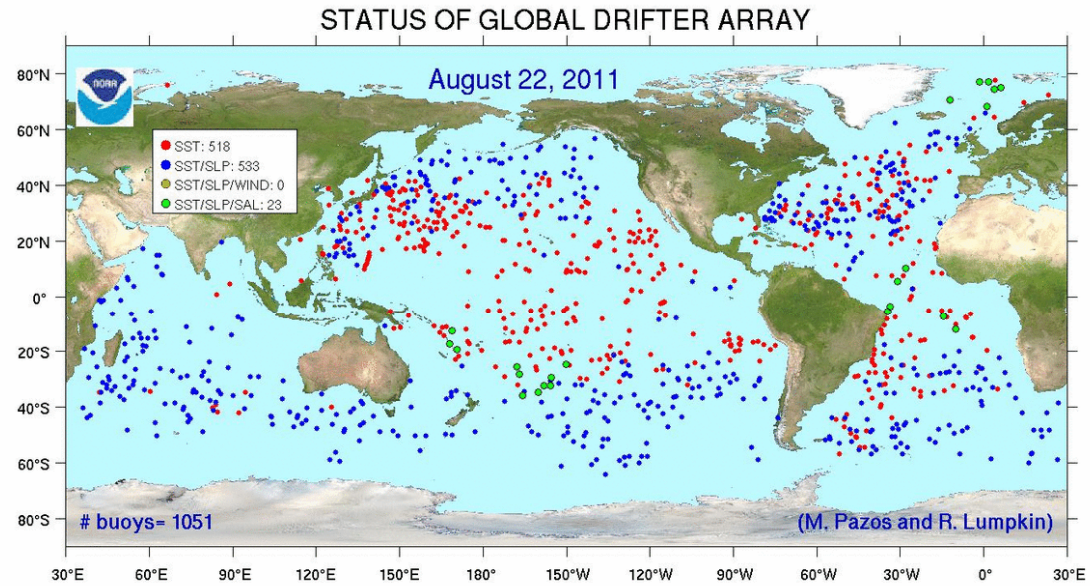 STATUS OF GLOBAL DRIFTER ARRAY
80°N
NOAA
August 22, 2011
60°N
SST: 518
SST/SLP: 533
SST/SLP/WIND: 0
SST/SLP/SAL: 23
40°N
20°N
0°
20°S
40°S
60°S
80°S
# buoys= 1051
(M. Pazos and R. Lumpkin)
30°E 60°E 90°E 120°E 150°E 180° 150°W 120°W 90°W 60°W 30°W 0° 30°E